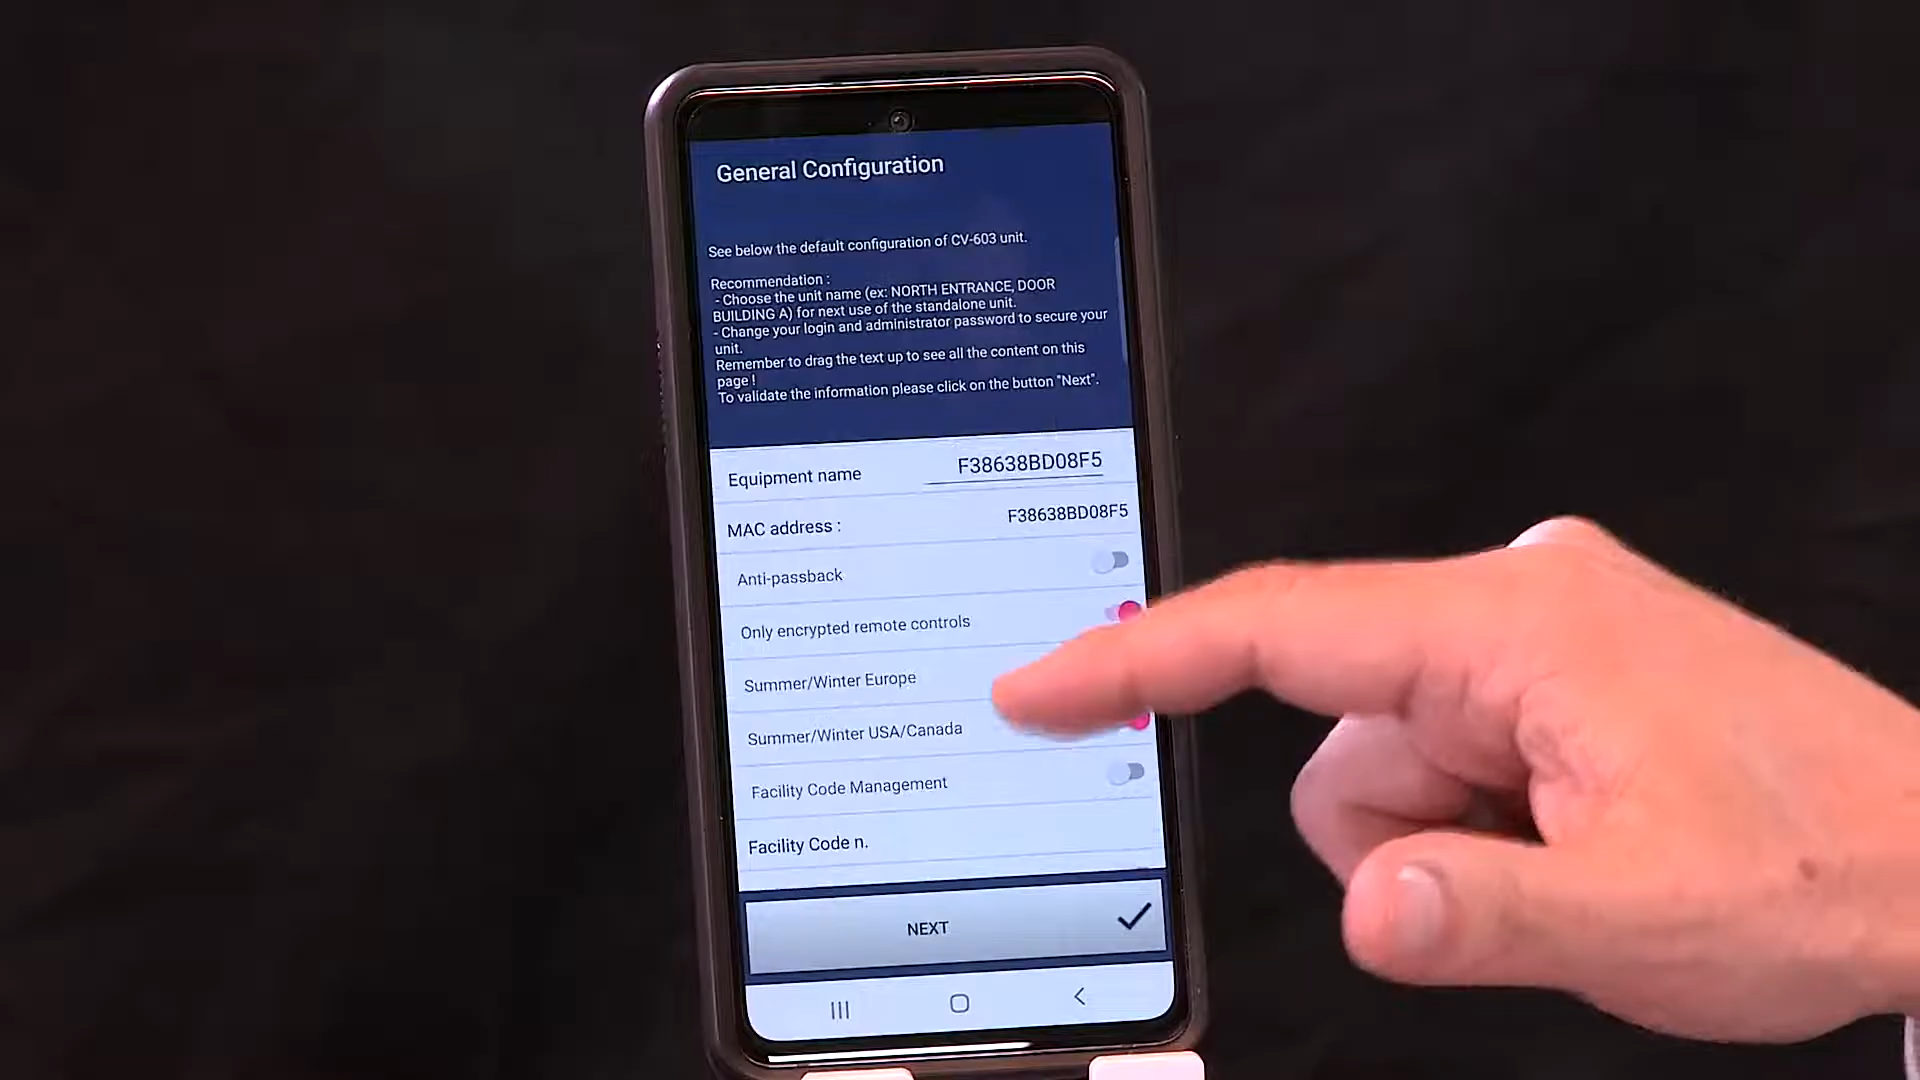 General Configuration
See below the default configuration of CV-603 unit.
Recommendation :
- Choose the unit name (ex: NORTH ENTRANCE, DOOR
BUILDING A) for next use of the standalone unit.
- Change your login and administrator password to secure your
unit.
Remember to drag the text up to see all the content on this
page !
To validate the information please click on the button "Next".
Equipment name F38638BD08F5
MAC address : F38638BD08F5
Anti-passback
Only encrypted remote controls
Summer/Winter Europe
Summer/Winter USA/Canada
Facility Code Management
Facility Code n.
NEXT